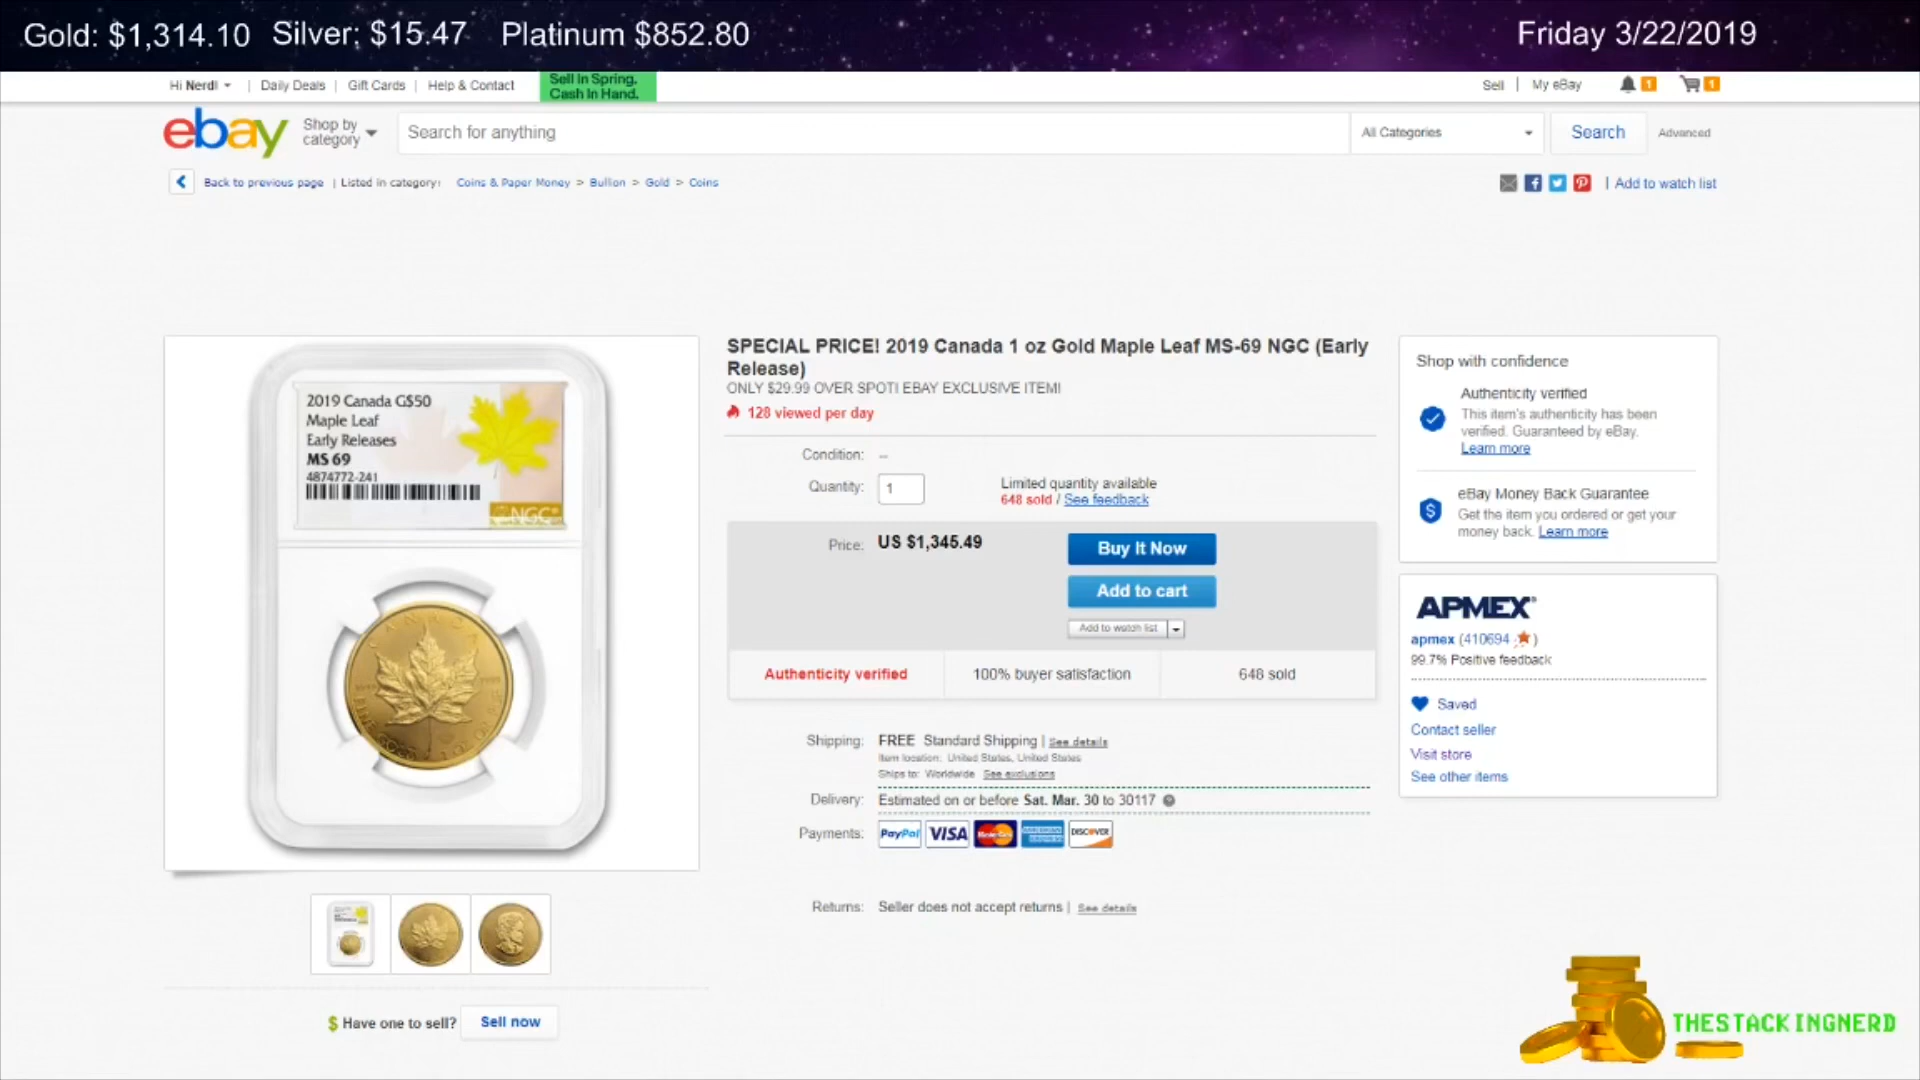 Gold: $1,314.10 Silver: $15.47 Platinum $852.80 Friday 3/22/2019
Hi Nerd! | Daily Deals | Gift Cards | Help & Contact
Sell In Spring.
Cash In Hand.
Sell | My eBay 1 1
ebay
Shop by
category
Search for anything
All Categories
Search
Advanced
Back to previous page | Listed in category: Coins & Paper Money > Bullion > Gold > Coins
| Add to watch list
2019 Canada G$50
Maple Leaf
Early Releases
MS 69
4874772-241
NGC
CANADA
SPECIAL PRICE! 2019 Canada 1 oz Gold Maple Leaf MS-69 NGC (Early
Release)
ONLY $29.99 OVER SPOT! EBAY EXCLUSIVE ITEM!
128 viewed per day
Condition: --
Quantity: 1
Limited quantity available
648 sold / See feedback
Price: US $1,345.49
Buy It Now
Add to cart
Add to watch list
Authenticity verified 100% buyer satisfaction 648 sold
Shipping: FREE Standard Shipping | See details
Item location: United States, United States
Ships to: Worldwide See exclusions
Delivery: Estimated on or before Sat. Mar. 30 to 30117
Payments: PayPal VISA MasterCard AMERICAN EXPRESS DISCOVER
Returns: Seller does not accept returns | See details
Shop with confidence
Authenticity verified
This item's authenticity has been
verified. Guaranteed by eBay.
Learn more
eBay Money Back Guarantee
Get the item you ordered or get your
money back. Learn more
APMEX
apmex (410694 )
99.7% Positive feedback
Saved
Contact seller
Visit store
See other items
$ Have one to sell? Sell now
THESTACKINGNERD